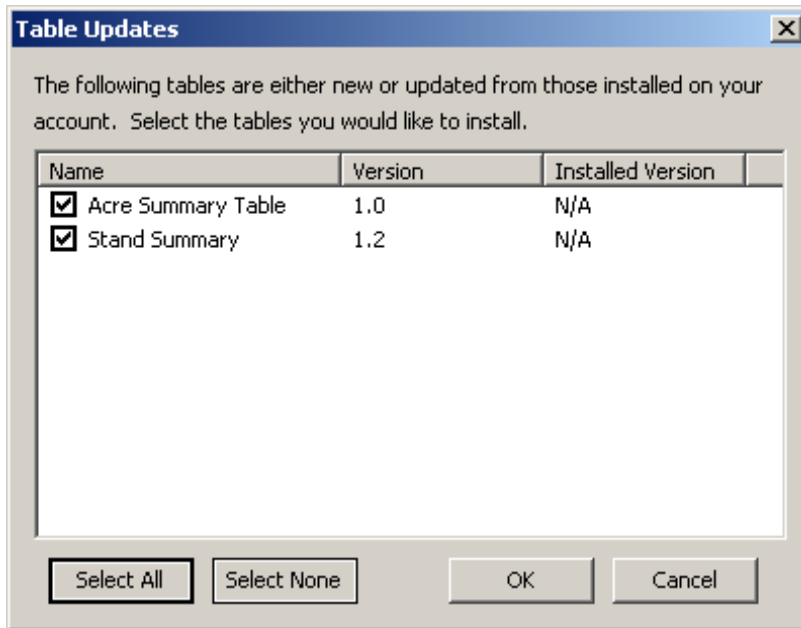 Table Updates
The following tables are either new or updated from those installed on your
account.  Select the tables you would like to install.
Name Version Installed Version
Acre Summary Table 1.0 N/A
Stand Summary 1.2 N/A
Select All Select None OK Cancel